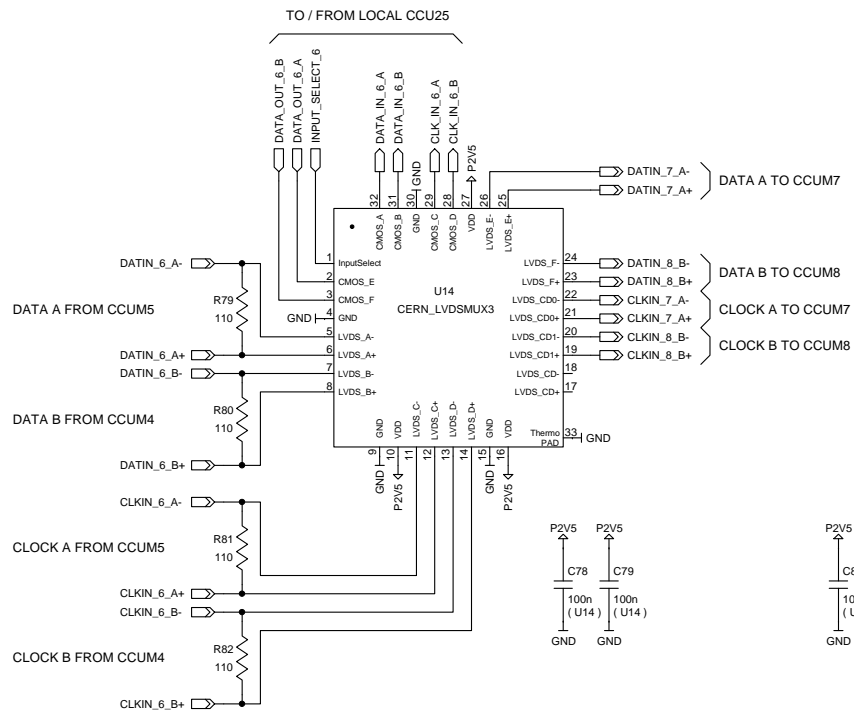 TO / FROM LOCAL CCU25
DATA_OUT_6_B
DATA_OUT_6_A
INPUT_SELECT_6
DATA_IN_6_A
DATA_IN_6_B
GND
CLK_IN_6_A
CLK_IN_6_B
P2V5
32 31 30 29 28 27 26 25
CMOS_A
CMOS_B
GND
CMOS_C
CMOS_D
VDD
LVDS_E-
LVDS_E+
DATIN_7_A-
DATIN_7_A+
DATA A TO CCUM7
U14
CERN_LVDSMUX3
1 InputSelect
2 CMOS_E
3 CMOS_F
GND 4 GND
5 LVDS_A-
6 LVDS_A+
7 LVDS_B-
8 LVDS_B+
LVDS_F- 24 DATIN_8_B-
LVDS_F+ 23 DATIN_8_B+
DATA B TO CCUM8
LVDS_CD0- 22 CLKIN_7_A-
LVDS_CD0+ 21 CLKIN_7_A+
CLOCK A TO CCUM7
LVDS_CD1- 20 CLKIN_8_B-
LVDS_CD1+ 19 CLKIN_8_B+
CLOCK B TO CCUM8
LVDS_CD- 18
LVDS_CD+ 17
Thermo
PAD
33 GND
GND
VDD
LVDS_C-
LVDS_C+
LVDS_D-
LVDS_D+
GND
VDD
9 10 11 12 13 14 15 16
GND
P2V5
GND
P2V5
DATIN_6_A-
DATA A FROM CCUM5
R79
110
DATIN_6_A+
DATIN_6_B-
DATA B FROM CCUM4
R80
110
DATIN_6_B+
CLKIN_6_A-
CLOCK A FROM CCUM5
R81
110
CLKIN_6_A+
CLKIN_6_B-
CLOCK B FROM CCUM4
R82
110
CLKIN_6_B+
P2V5
C78
100n
( U14 )
GND
P2V5
C79
100n
( U14 )
GND
P2V5
GND